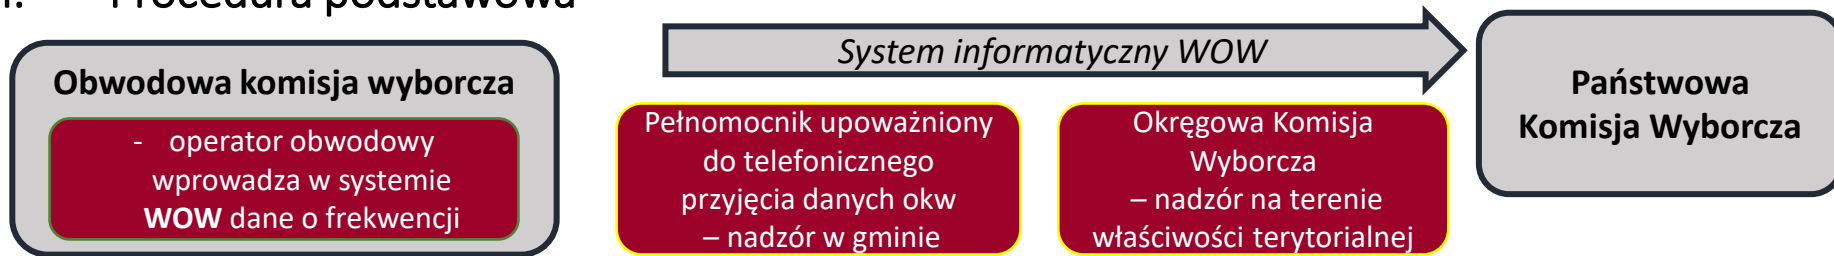 I. Procedura podstawowa
Obwodowa komisja wyborcza
- operator obwodowy
wprowadza w systemie
WOW dane o frekwencji
System informatyczny WOW
Pełnomocnik upoważniony
do telefonicznego
przyjęcia danych okw
– nadzór w gminie
Okręgowa Komisja
Wyborcza
– nadzór na terenie
właściwości terytorialnej
Państwowa
Komisja Wyborcza